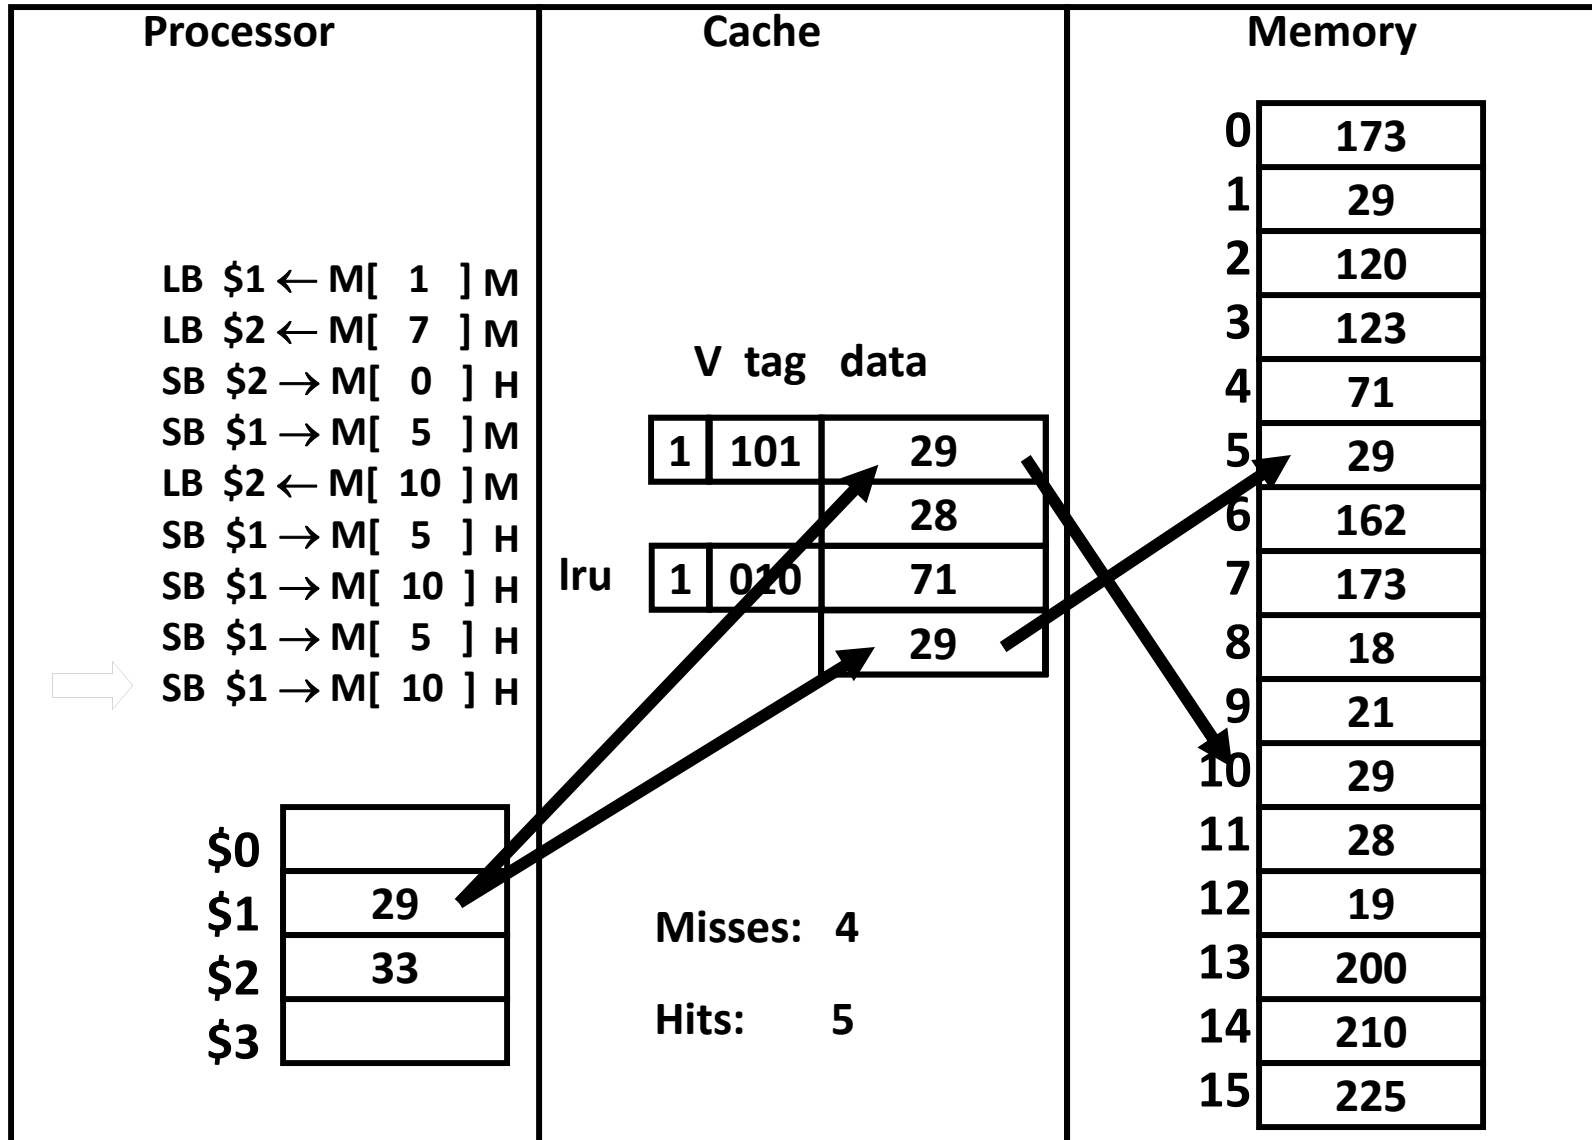 Processor
Cache
Memory
LB $1 ← M[ 1 ] M
LB $2 ← M[ 7 ] M
SB $2 → M[ 0 ] H
SB $1 → M[ 5 ] M
LB $2 ← M[ 10 ] M
SB $1 → M[ 5 ] H
SB $1 → M[ 10 ] H
SB $1 → M[ 5 ] H
SB $1 → M[ 10 ] H
$0
$1 29
$2 33
$3
V tag data
1 101 29
28
lru 1 010 71
29
Misses: 4
Hits: 5
0 173
1 29
2 120
3 123
4 71
5 29
6 162
7 173
8 18
9 21
10 29
11 28
12 19
13 200
14 210
15 225